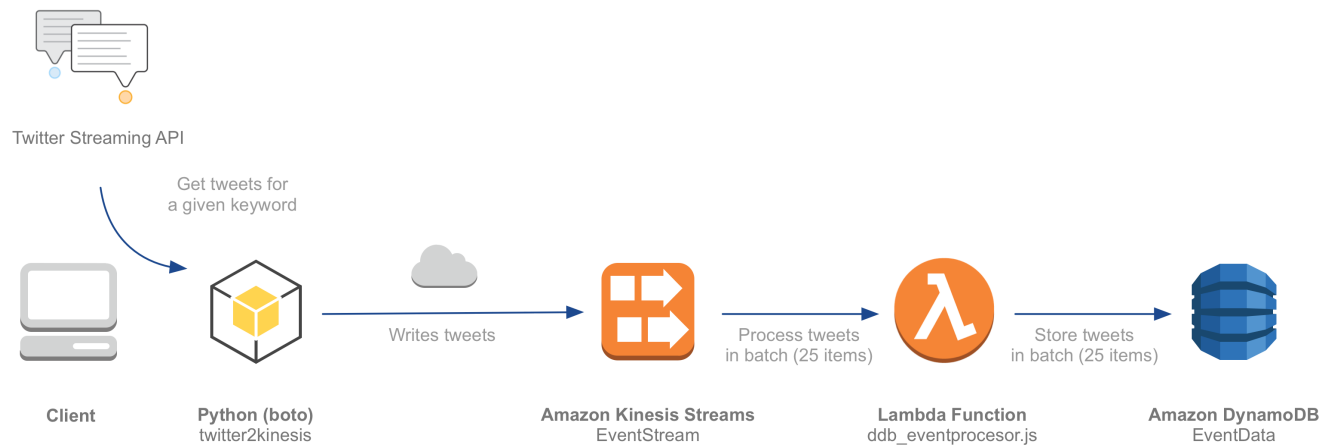 Twitter Streaming API
Get tweets for
a given keyword
Writes tweets
Process tweets
in batch (25 items)
Store tweets
in batch (25 items)
Client
Python (boto)
twitter2kinesis
Amazon Kinesis Streams
EventStream
Lambda Function
ddb_eventprocesor.js
Amazon DynamoDB
EventData